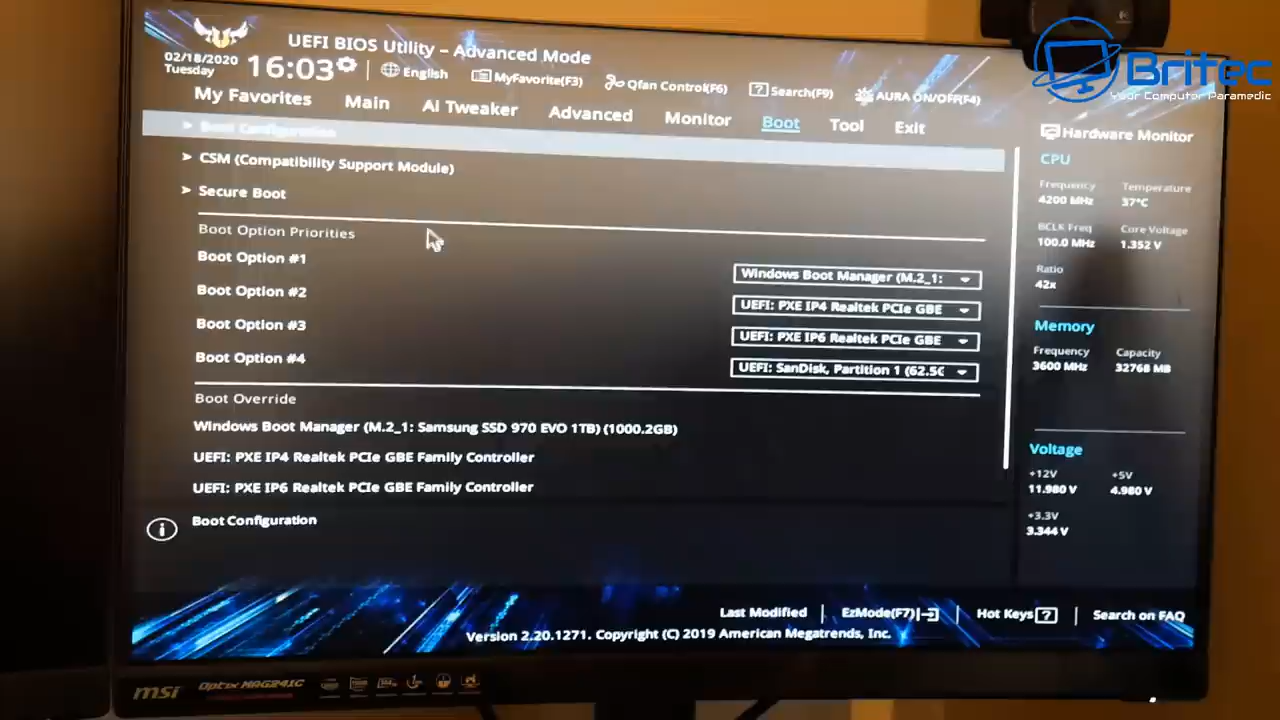 Britec
Your Computer Paramedic
UEFI BIOS Utility – Advanced Mode
02/18/2020
Tuesday
16:03
English
MyFavorite(F3)
Qfan Control(F6)
Search(F9)
AURA ON/OFF(F4)
My Favorites
Main
Ai Tweaker
Advanced
Monitor
Boot
Tool
Exit
Boot Configuration
CSM (Compatibility Support Module)
Secure Boot
Boot Option Priorities
Boot Option #1
Windows Boot Manager (M.2_1:
Boot Option #2
UEFI: PXE IP4 Realtek PCIe GBE
Boot Option #3
UEFI: PXE IP6 Realtek PCIe GBE
Boot Option #4
UEFI: SanDisk, Partition 1
Boot Override
Windows Boot Manager (M.2_1: Samsung SSD 970 EVO 1TB) (1000.2GB)
UEFI: PXE IP4 Realtek PCIe GBE Family Controller
UEFI: PXE IP6 Realtek PCIe GBE Family Controller
Boot Configuration
Hardware Monitor
CPU
Frequency
Temperature
4200 MHz
37°C
BCLK Freq
Core Voltage
100.0 MHz
1.352 V
Ratio
42x
Memory
Frequency
Capacity
3600 MHz
32768 MB
Voltage
+12V
+5V
11.980 V
4.980 V
+3.3V
3.344 V
Last Modified
EzMode(F7)
Hot Keys ?
Search on FAQ
Version 2.20.1271. Copyright (C) 2019 American Megatrends, Inc.
msi
Optix MAG241C